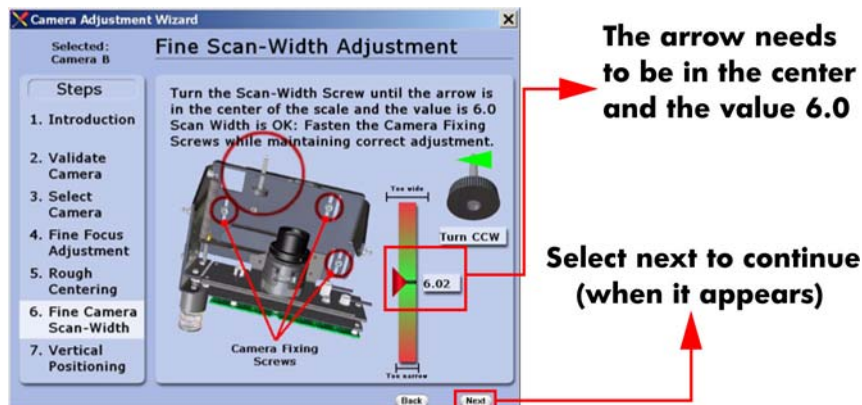 Camera Adjustment Wizard
Selected:
Camera B
Fine Scan-Width Adjustment
Steps
1. Introduction
2. Validate
Camera
3. Select
Camera
4. Fine Focus
Adjustment
5. Rough
Centering
6. Fine Camera
Scan-Width
7. Vertical
Positioning
Turn the Scan-Width Screw until the arrow is
in the center of the scale and the value is 6.0
Scan Width is OK: Fasten the Camera Fixing
Screws while maintaining correct adjustment.
Too wide
Turn CCW
6.02
Camera Fixing
Screws
Too narrow
Back
Next
The arrow needs
to be in the center
and the value 6.0
Select next to continue
(when it appears)